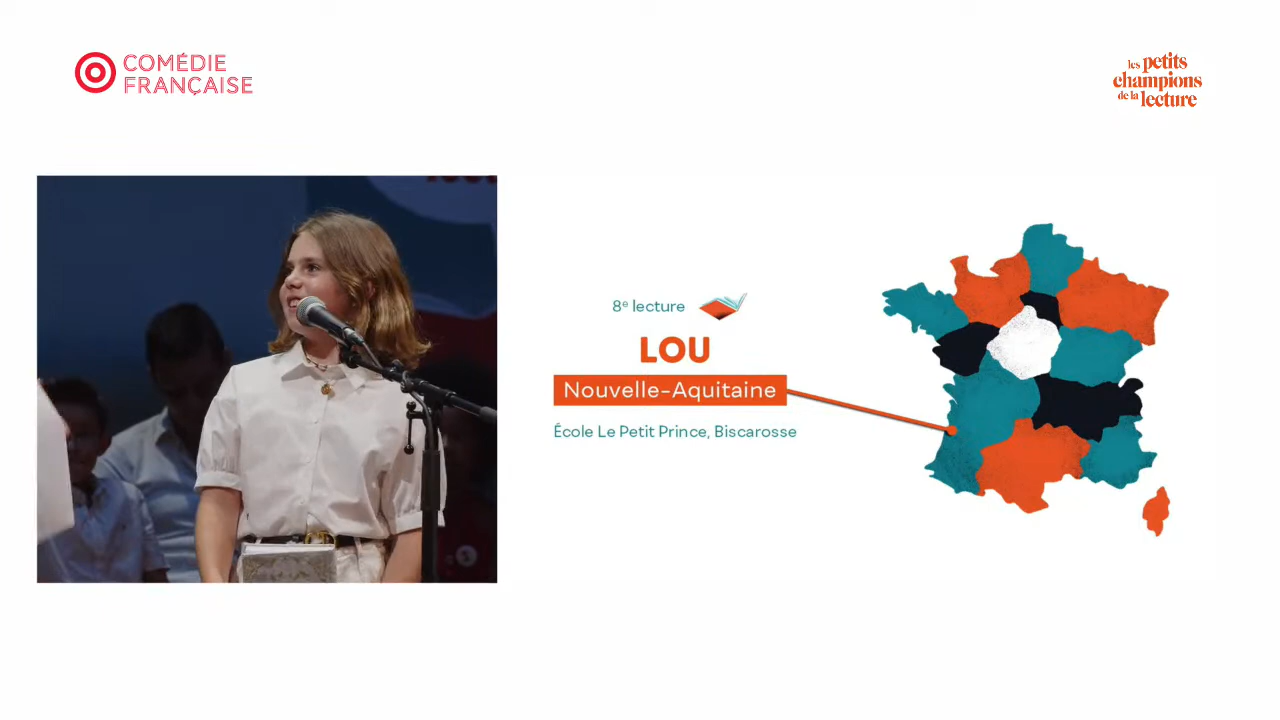 COMÉDIE
FRANÇAISE
les petits
champions
de la lecture
8e lecture
LOU
Nouvelle-Aquitaine
École Le Petit Prince, Biscarosse